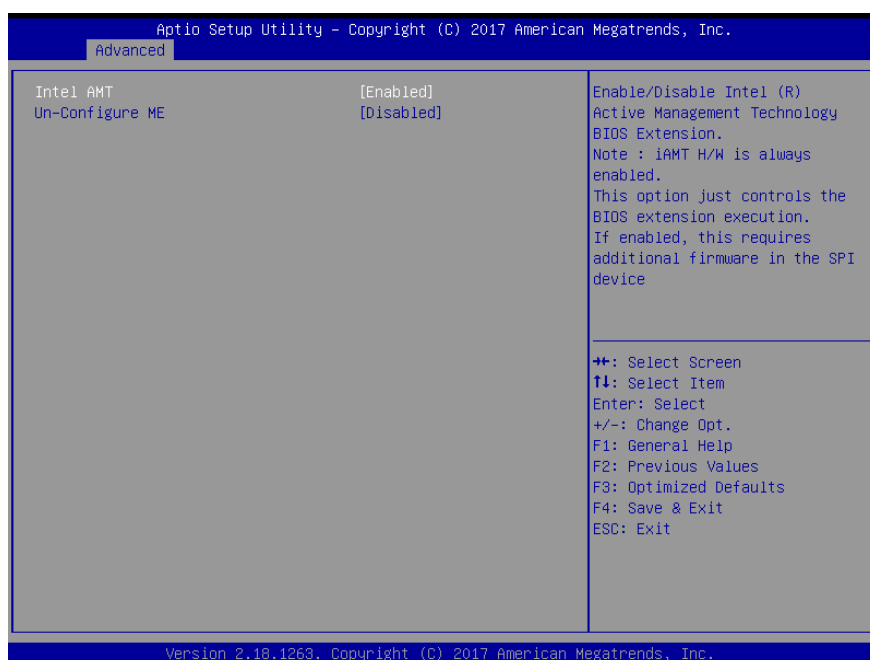 Aptio Setup Utility – Copyright (C) 2017 American Megatrends, Inc.
Advanced
Intel AMT [Enabled]
Un-Configure ME [Disabled]
Enable/Disable Intel (R)
Active Management Technology
BIOS Extension.
Note : iAMT H/W is always
enabled.
This option just controls the
BIOS extension execution.
If enabled, this requires
additional firmware in the SPI
device
→←: Select Screen
↑↓: Select Item
Enter: Select
+/-: Change Opt.
F1: General Help
F2: Previous Values
F3: Optimized Defaults
F4: Save & Exit
ESC: Exit
Version 2.18.1263. Copyright (C) 2017 American Megatrends, Inc.